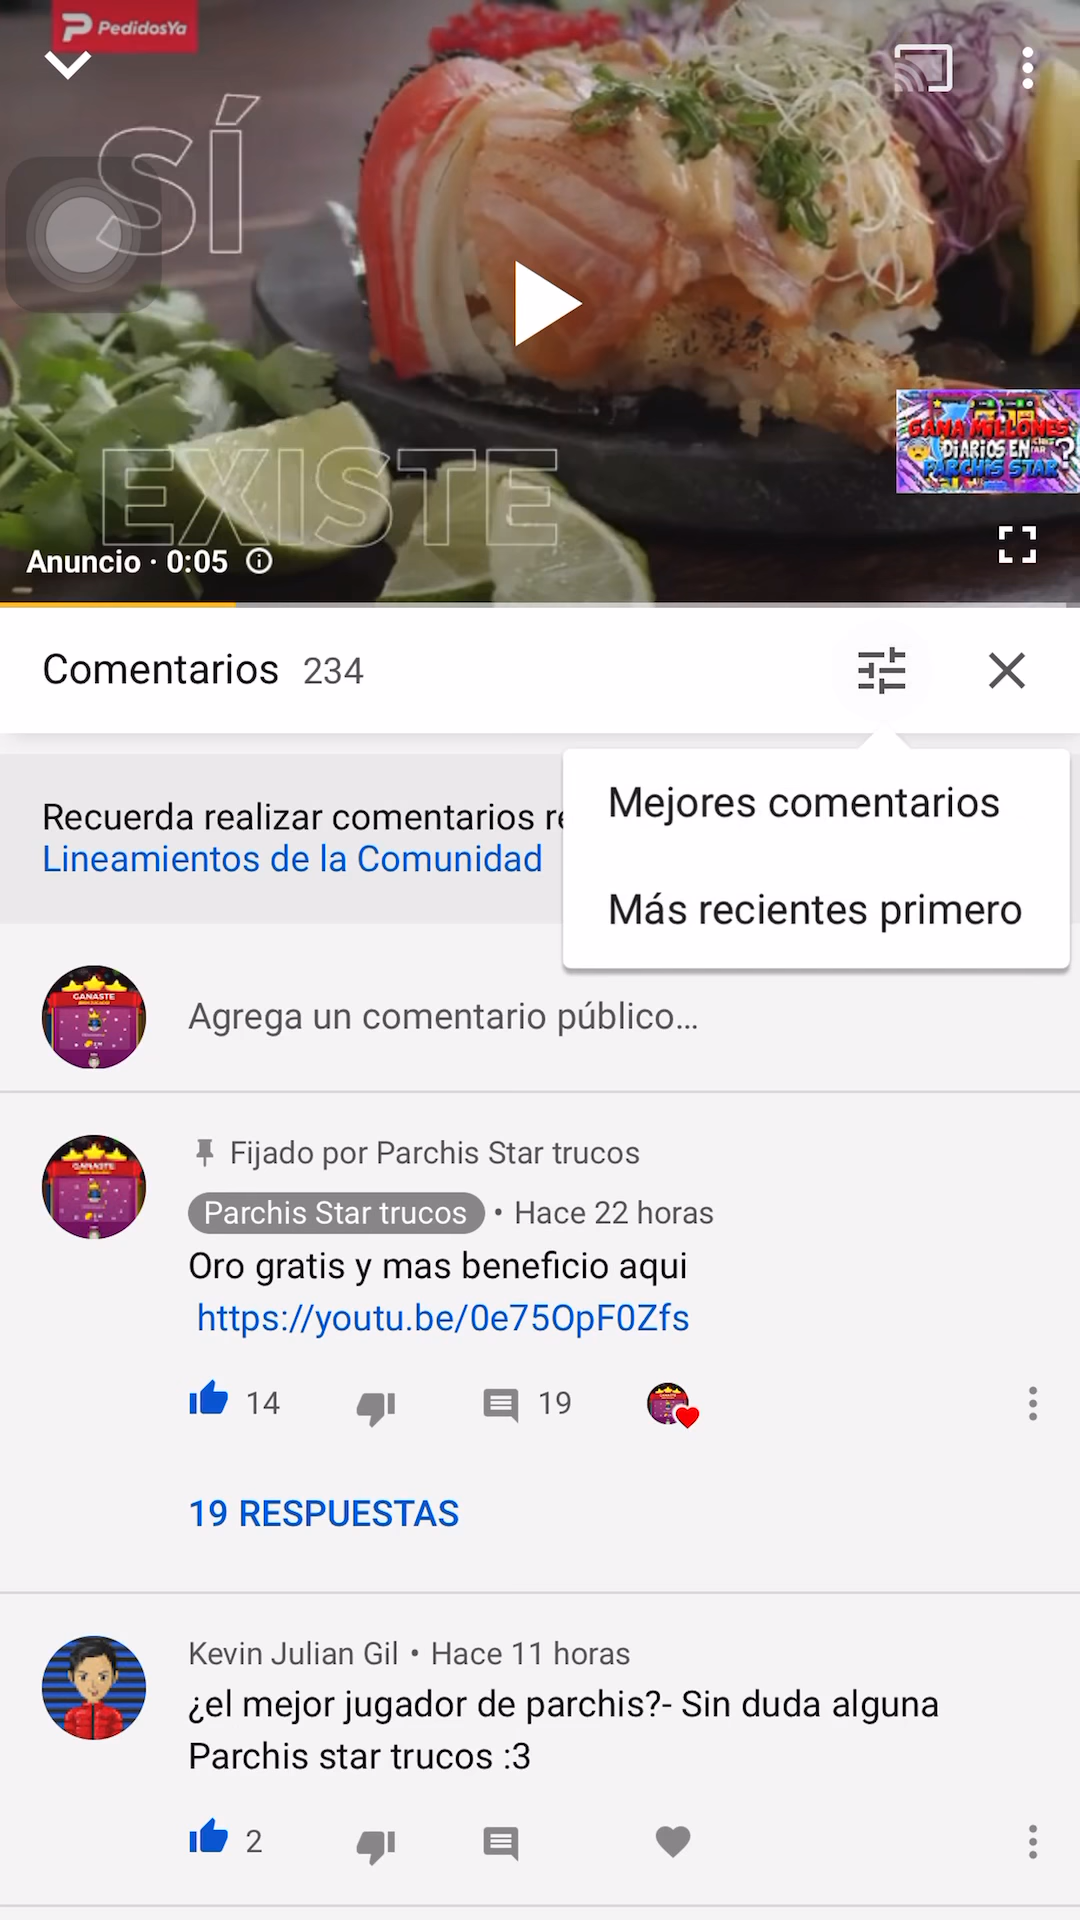 PedidosYa
SÍ
EXISTE
GANA MILLONES
DIARIOS EN
PARCHIS STAR
?
Anuncio · 0:05
Comentarios 234
Mejores comentarios
Más recientes primero
Recuerda realizar comentarios re
Lineamientos de la Comunidad
GANASTE
Agrega un comentario público...
GANASTE
Fijado por Parchis Star trucos
Parchis Star trucos • Hace 22 horas
Oro gratis y mas beneficio aqui
https://youtu.be/0e75OpF0Zfs
14 19
19 RESPUESTAS
Kevin Julian Gil • Hace 11 horas
¿el mejor jugador de parchis?- Sin duda alguna
Parchis star trucos :3
2